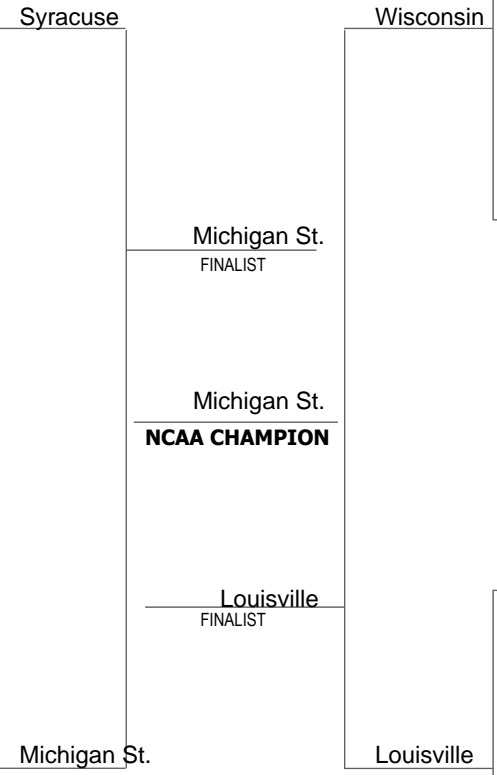 Syracuse
Wisconsin
Michigan St.
FINALIST
Michigan St.
NCAA CHAMPION
Louisville
FINALIST
Michigan St.
Louisville